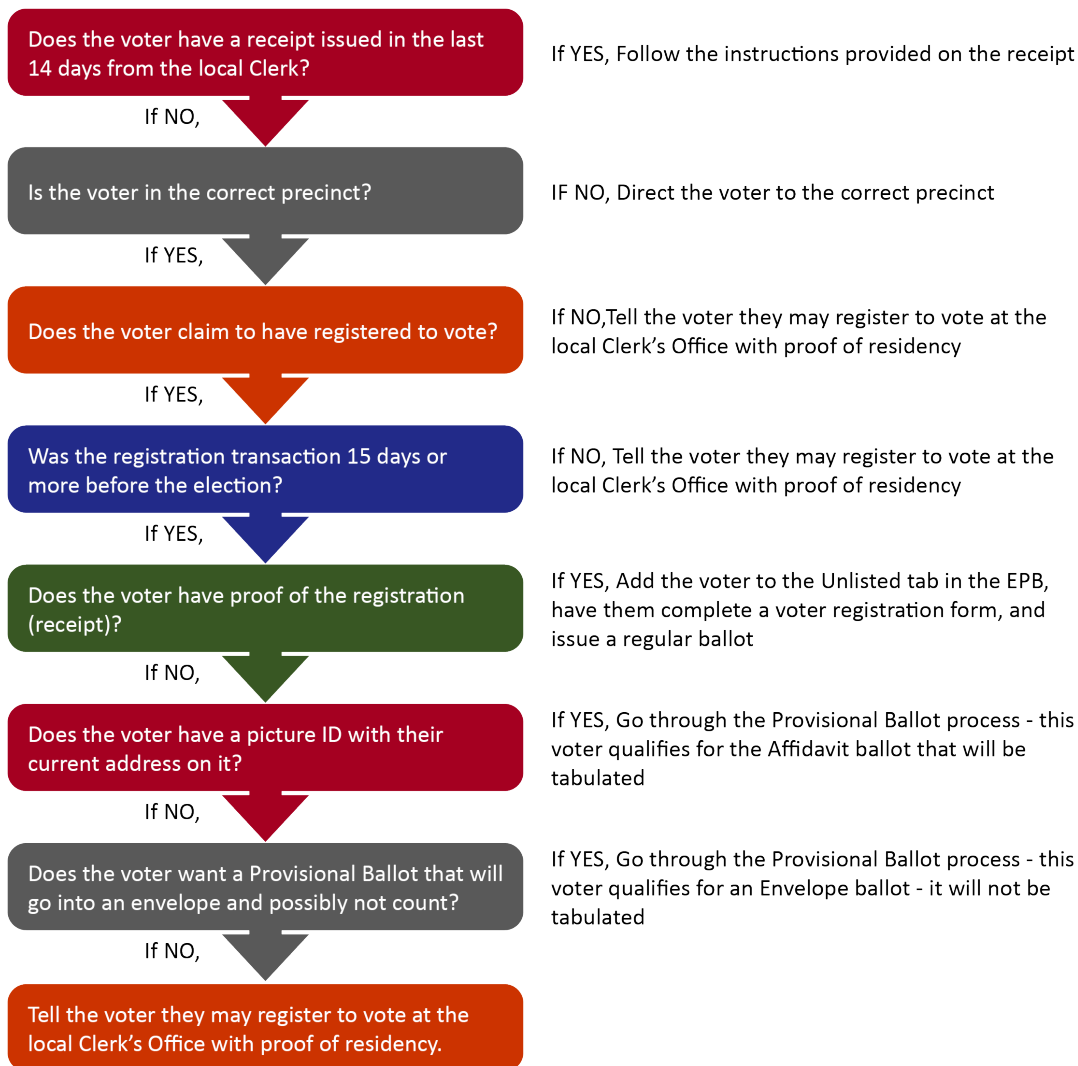 Does the voter have a receipt issued in the last
14 days from the local Clerk?
If YES, Follow the instructions provided on the receipt
If NO,
Is the voter in the correct precinct?
IF NO, Direct the voter to the correct precinct
If YES,
Does the voter claim to have registered to vote?
If NO,Tell the voter they may register to vote at the
local Clerk’s Office with proof of residency
If YES,
Was the registration transaction 15 days or
more before the election?
If NO, Tell the voter they may register to vote at the
local Clerk’s Office with proof of residency
If YES,
Does the voter have proof of the registration
(receipt)?
If YES, Add the voter to the Unlisted tab in the EPB,
have them complete a voter registration form, and
issue a regular ballot
If NO,
Does the voter have a picture ID with their
current address on it?
If YES, Go through the Provisional Ballot process - this
voter qualifies for the Affidavit ballot that will be
tabulated
If NO,
Does the voter want a Provisional Ballot that will
go into an envelope and possibly not count?
If YES, Go through the Provisional Ballot process - this
voter qualifies for an Envelope ballot - it will not be
tabulated
If NO,
Tell the voter they may register to vote at the
local Clerk’s Office with proof of residency.